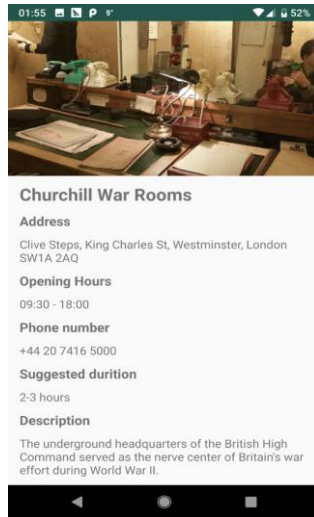 01:55 9° 52%
Churchill War Rooms
Address
Clive Steps, King Charles St, Westminster, London
SW1A 2AQ
Opening Hours
09:30 - 18:00
Phone number
+44 20 7416 5000
Suggested durition
2-3 hours
Description
The underground headquarters of the British High
Command served as the nerve center of Britain's war
effort during World War II.